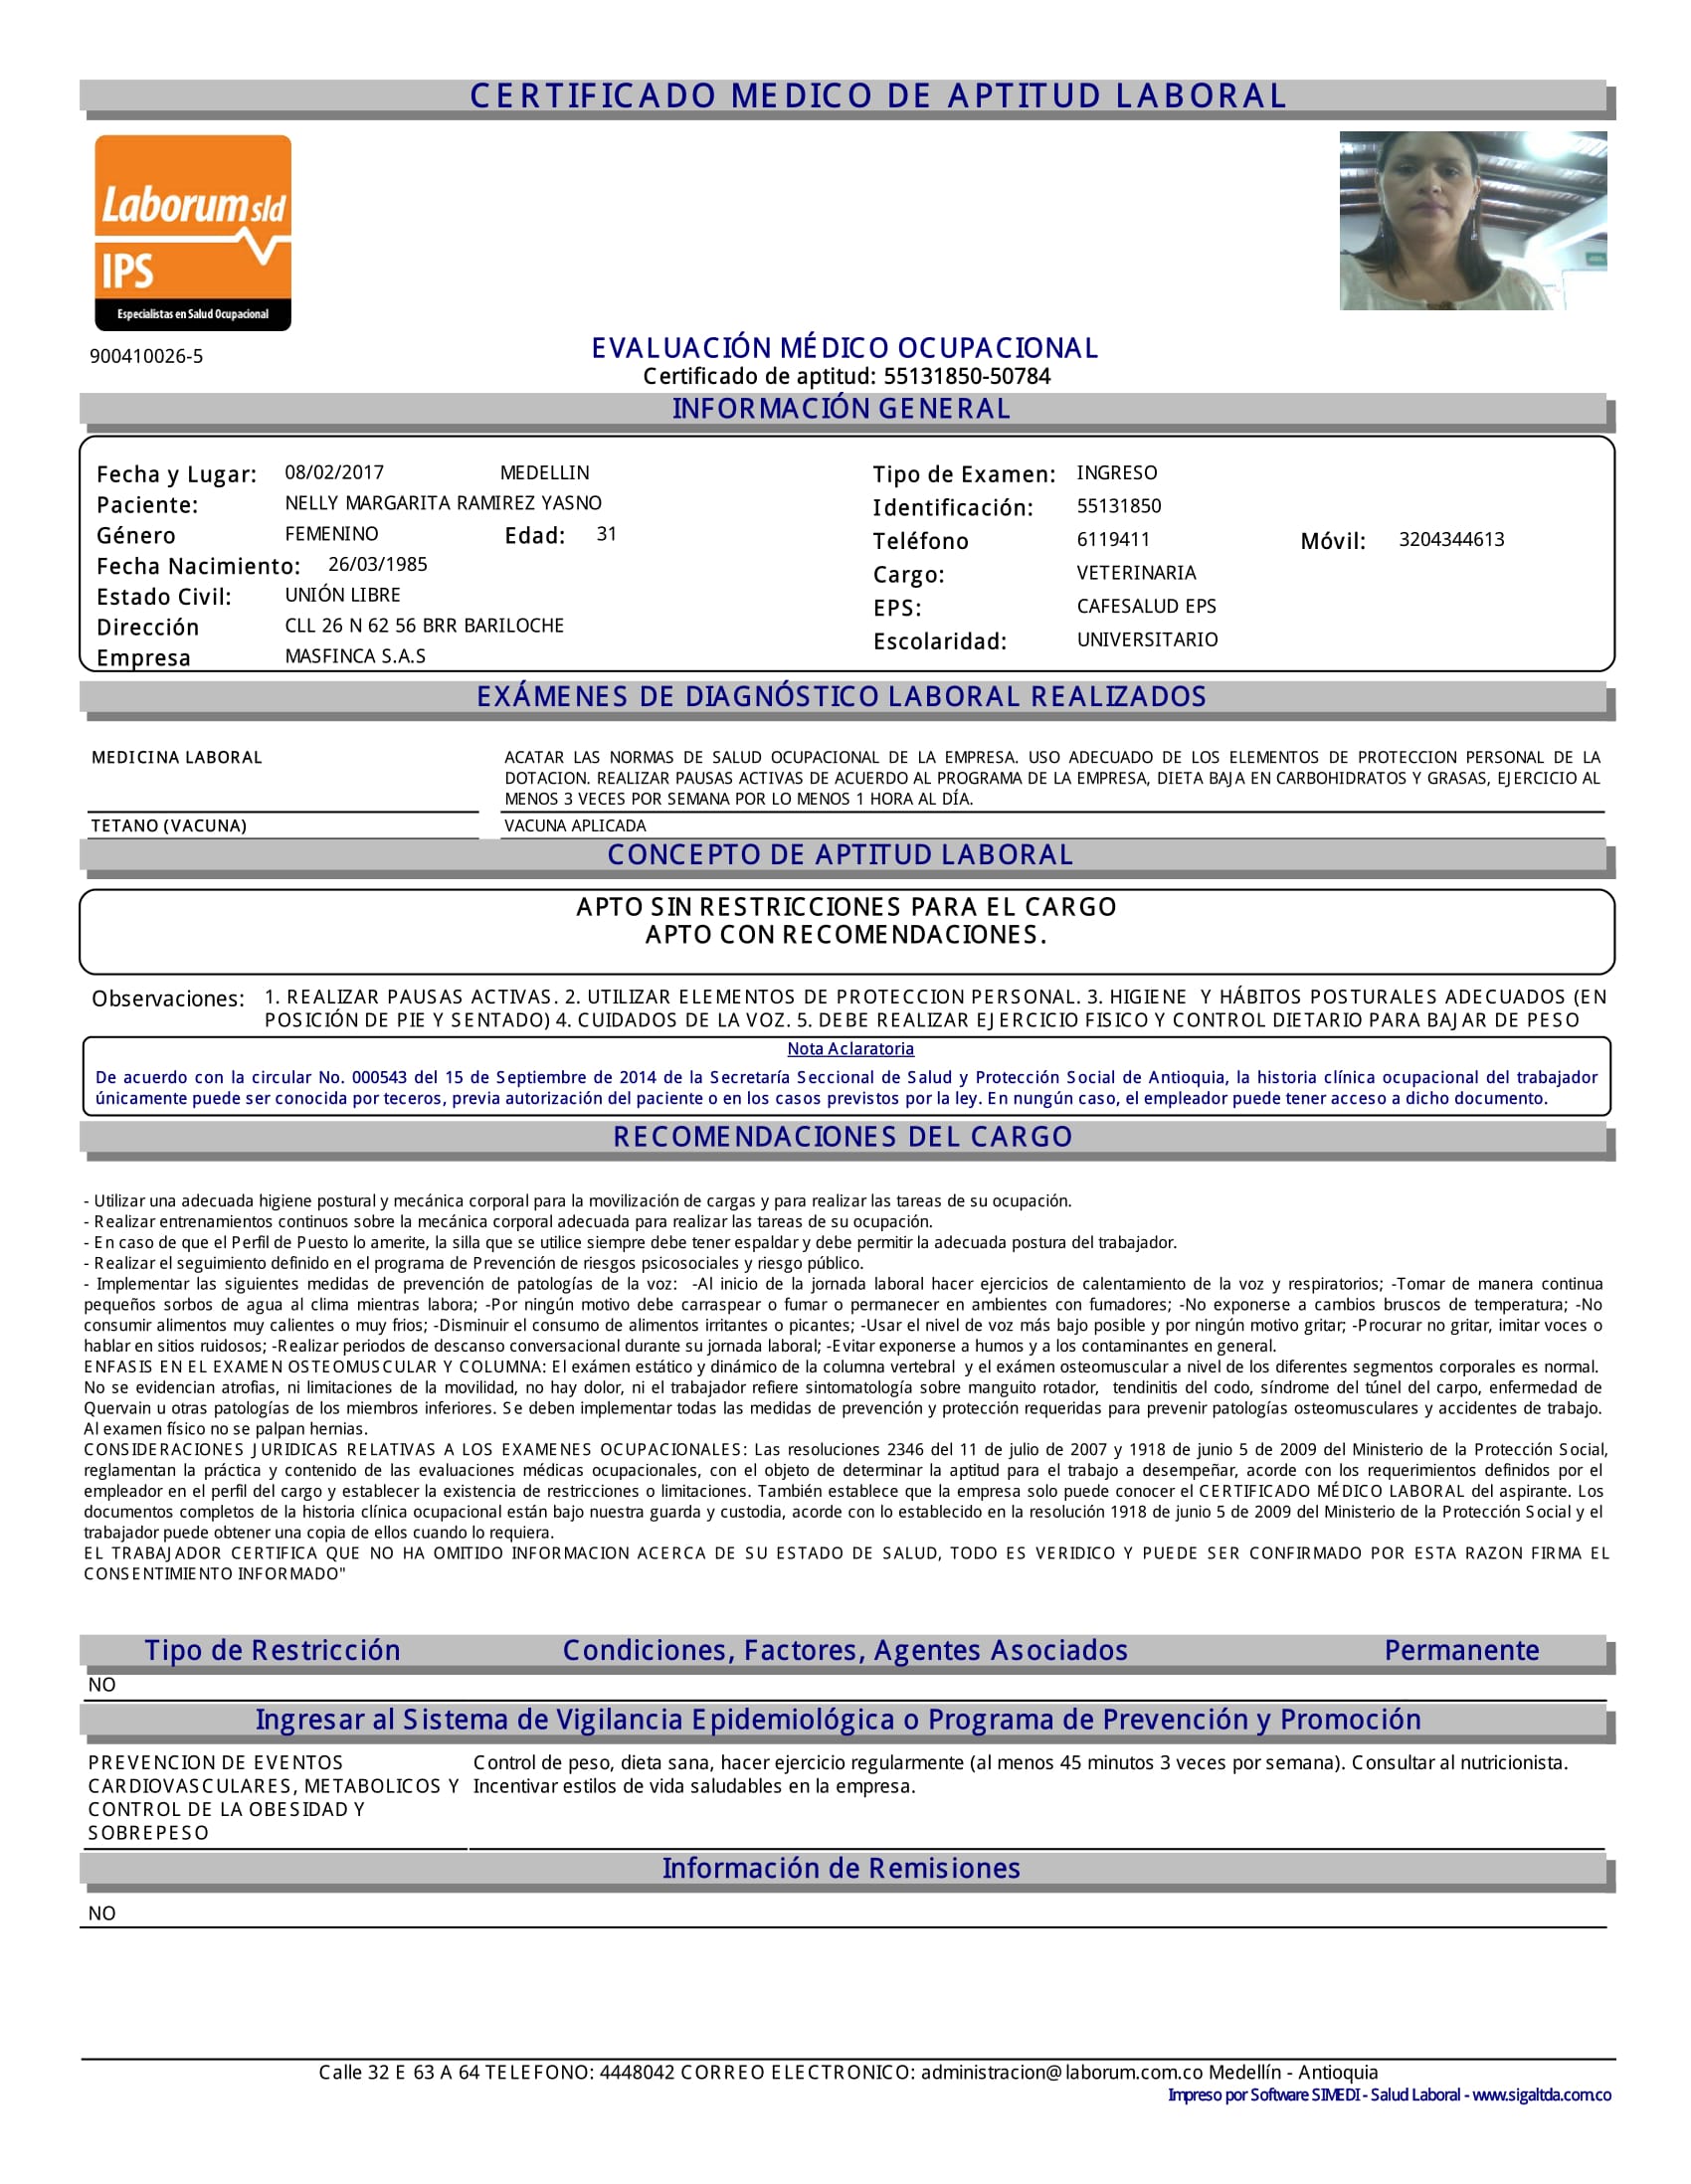 CERTIFICADO MEDICO DE APTITUD LABORAL
Laborum sld
IPS
Especialistas en Salud Ocupacional
900410026-5
EVALUACIÓN MÉDICO OCUPACIONAL
Certificado de aptitud: 55131850-50784
INFORMACIÓN GENERAL
Fecha y Lugar: 08/02/2017 MEDELLIN Tipo de Examen: INGRESO
Paciente: NELLY MARGARITA RAMIREZ YASNO Identificación: 55131850
Género FEMENINO Edad: 31 Teléfono 6119411 Móvil: 3204344613
Fecha Nacimiento: 26/03/1985 Cargo: VETERINARIA
Estado Civil: UNIÓN LIBRE EPS: CAFESALUD EPS
Dirección CLL 26 N 62 56 BRR BARILOCHE Escolaridad: UNIVERSITARIO
Empresa MASFINCA S.A.S
EXÁMENES DE DIAGNÓSTICO LABORAL REALIZADOS
MEDICINA LABORAL ACATAR LAS NORMAS DE SALUD OCUPACIONAL DE LA EMPRESA. USO ADECUADO DE LOS ELEMENTOS DE PROTECCION PERSONAL DE LA
DOTACION. REALIZAR PAUSAS ACTIVAS DE ACUERDO AL PROGRAMA DE LA EMPRESA, DIETA BAJA EN CARBOHIDRATOS Y GRASAS, EJERCICIO AL
MENOS 3 VECES POR SEMANA POR LO MENOS 1 HORA AL DÍA.
TETANO (VACUNA) VACUNA APLICADA
CONCEPTO DE APTITUD LABORAL
APTO SIN RESTRICCIONES PARA EL CARGO
APTO CON RECOMENDACIONES.
Observaciones: 1. REALIZAR PAUSAS ACTIVAS. 2. UTILIZAR ELEMENTOS DE PROTECCION PERSONAL. 3. HIGIENE Y HÁBITOS POSTURALES ADECUADOS (EN
POSICIÓN DE PIE Y SENTADO) 4. CUIDADOS DE LA VOZ. 5. DEBE REALIZAR EJERCICIO FISICO Y CONTROL DIETARIO PARA BAJAR DE PESO
Nota Aclaratoria
De acuerdo con la circular No. 000543 del 15 de Septiembre de 2014 de la Secretaría Seccional de Salud y Protección Social de Antioquia, la historia clínica ocupacional del trabajador
únicamente puede ser conocida por teceros, previa autorización del paciente o en los casos previstos por la ley. En nungún caso, el empleador puede tener acceso a dicho documento.
RECOMENDACIONES DEL CARGO
- Utilizar una adecuada higiene postural y mecánica corporal para la movilización de cargas y para realizar las tareas de su ocupación.
- Realizar entrenamientos continuos sobre la mecánica corporal adecuada para realizar las tareas de su ocupación.
- En caso de que el Perfil de Puesto lo amerite, la silla que se utilice siempre debe tener espaldar y debe permitir la adecuada postura del trabajador.
- Realizar el seguimiento definido en el programa de Prevención de riesgos psicosociales y riesgo público.
- Implementar las siguientes medidas de prevención de patologías de la voz: -Al inicio de la jornada laboral hacer ejercicios de calentamiento de la voz y respiratorios; -Tomar de manera continua
pequeños sorbos de agua al clima mientras labora; -Por ningún motivo debe carraspear o fumar o permanecer en ambientes con fumadores; -No exponerse a cambios bruscos de temperatura; -No
consumir alimentos muy calientes o muy frios; -Disminuir el consumo de alimentos irritantes o picantes; -Usar el nivel de voz más bajo posible y por ningún motivo gritar; -Procurar no gritar, imitar voces o
hablar en sitios ruidosos; -Realizar periodos de descanso conversacional durante su jornada laboral; -Evitar exponerse a humos y a los contaminantes en general.
ENFASIS EN EL EXAMEN OSTEOMUSCULAR Y COLUMNA: El exámen estático y dinámico de la columna vertebral y el exámen osteomuscular a nivel de los diferentes segmentos corporales es normal.
No se evidencian atrofias, ni limitaciones de la movilidad, no hay dolor, ni el trabajador refiere sintomatología sobre manguito rotador, tendinitis del codo, síndrome del túnel del carpo, enfermedad de
Quervain u otras patologías de los miembros inferiores. Se deben implementar todas las medidas de prevención y protección requeridas para prevenir patologías osteomusculares y accidentes de trabajo.
Al examen físico no se palpan hernias.
CONSIDERACIONES JURIDICAS RELATIVAS A LOS EXAMENES OCUPACIONALES: Las resoluciones 2346 del 11 de julio de 2007 y 1918 de junio 5 de 2009 del Ministerio de la Protección Social,
reglamentan la práctica y contenido de las evaluaciones médicas ocupacionales, con el objeto de determinar la aptitud para el trabajo a desempeñar, acorde con los requerimientos definidos por el
empleador en el perfil del cargo y establecer la existencia de restricciones o limitaciones. También establece que la empresa solo puede conocer el CERTIFICADO MÉDICO LABORAL del aspirante. Los
documentos completos de la historia clínica ocupacional están bajo nuestra guarda y custodia, acorde con lo establecido en la resolución 1918 de junio 5 de 2009 del Ministerio de la Protección Social y el
trabajador puede obtener una copia de ellos cuando lo requiera.
EL TRABAJADOR CERTIFICA QUE NO HA OMITIDO INFORMACION ACERCA DE SU ESTADO DE SALUD, TODO ES VERIDICO Y PUEDE SER CONFIRMADO POR ESTA RAZON FIRMA EL
CONSENTIMIENTO INFORMADO"
Tipo de Restricción Condiciones, Factores, Agentes Asociados Permanente
NO
Ingresar al Sistema de Vigilancia Epidemiológica o Programa de Prevención y Promoción
PREVENCION DE EVENTOS Control de peso, dieta sana, hacer ejercicio regularmente (al menos 45 minutos 3 veces por semana). Consultar al nutricionista.
CARDIOVASCULARES, METABOLICOS Y Incentivar estilos de vida saludables en la empresa.
CONTROL DE LA OBESIDAD Y
SOBREPESO
Información de Remisiones
NO
Calle 32 E 63 A 64 TELEFONO: 4448042 CORREO ELECTRONICO: administracion@laborum.com.co Medellín - Antioquia
Impreso por Software SIMEDI - Salud Laboral - www.sigaltda.com.co